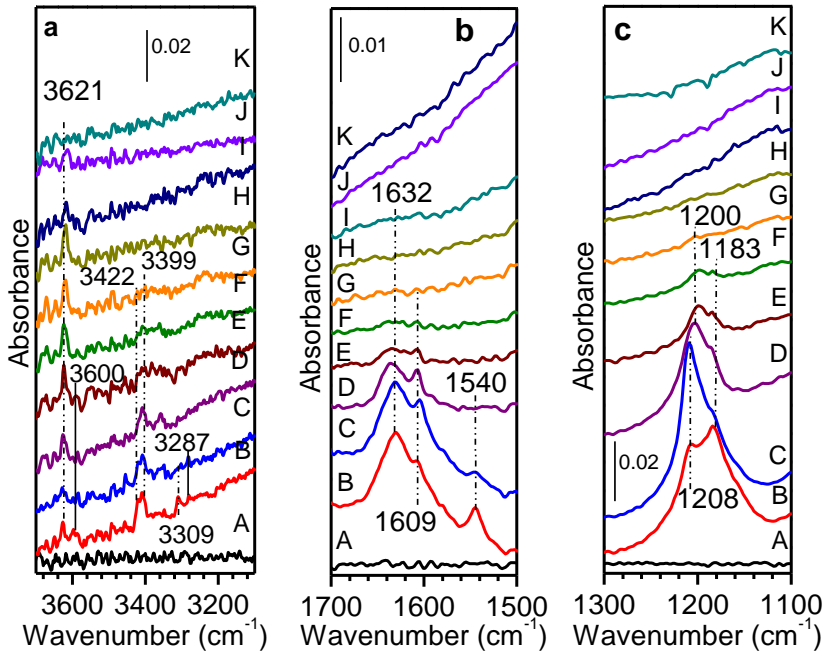 a
0.02
K
3621
J
I
H
G
3422
3399
F
E
3600
D
C
3287
B
3309
A
Absorbance
3600 3400 3200
Wavenumber (cm⁻¹)
b
0.01
K
J
1632
I
H
G
F
E
D
1540
C
B
1609
A
Absorbance
1700 1600 1500
Wavenumber (cm⁻¹)
c
K
J
I
H
G
1200
1183
F
E
D
0.02
C
1208
B
A
Absorbance
1300 1200 1100
Wavenumber (cm⁻¹)